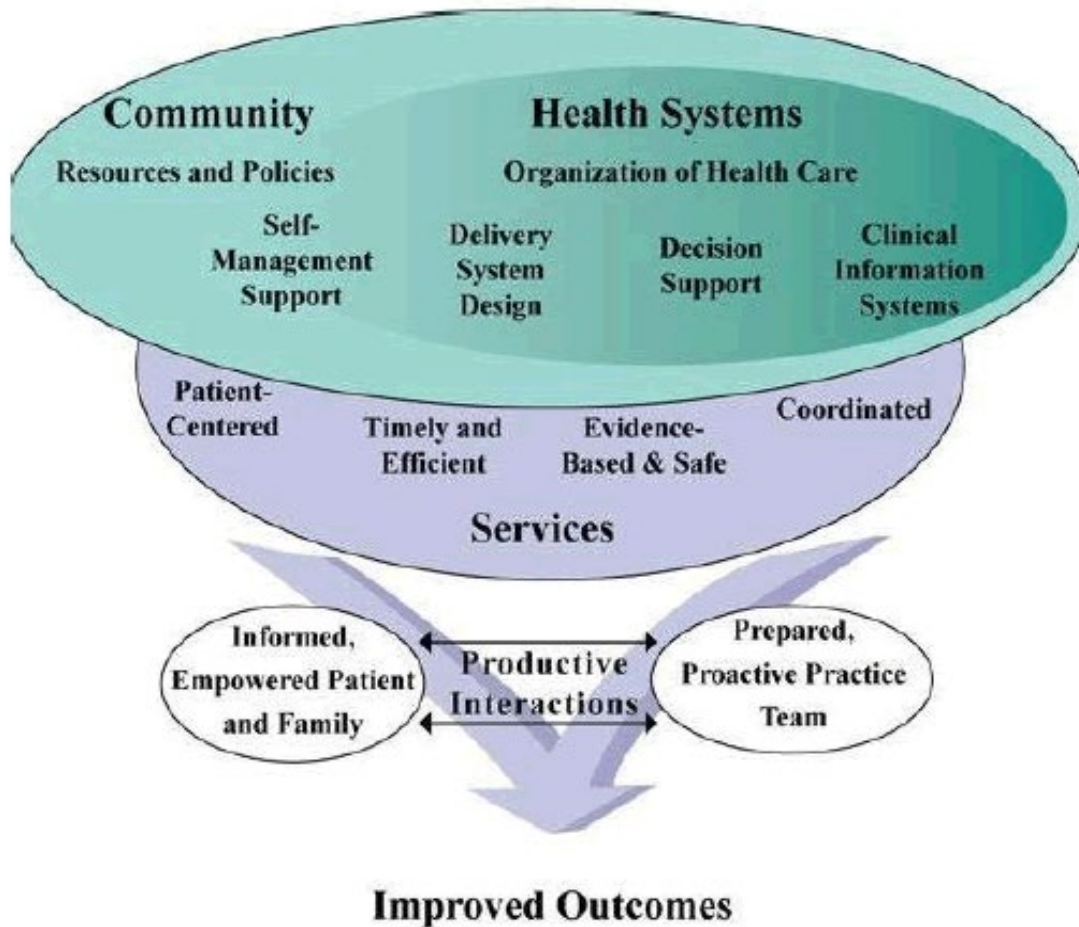 Community
Resources and Policies
Health Systems
Organization of Health Care
Self-
Management
Support
Delivery
System
Design
Decision
Support
Clinical
Information
Systems
Patient-
Centered
Timely and
Efficient
Evidence-
Based & Safe
Coordinated
Services
Informed,
Empowered Patient
and Family
Productive
Interactions
Prepared,
Proactive Practice
Team
Improved Outcomes